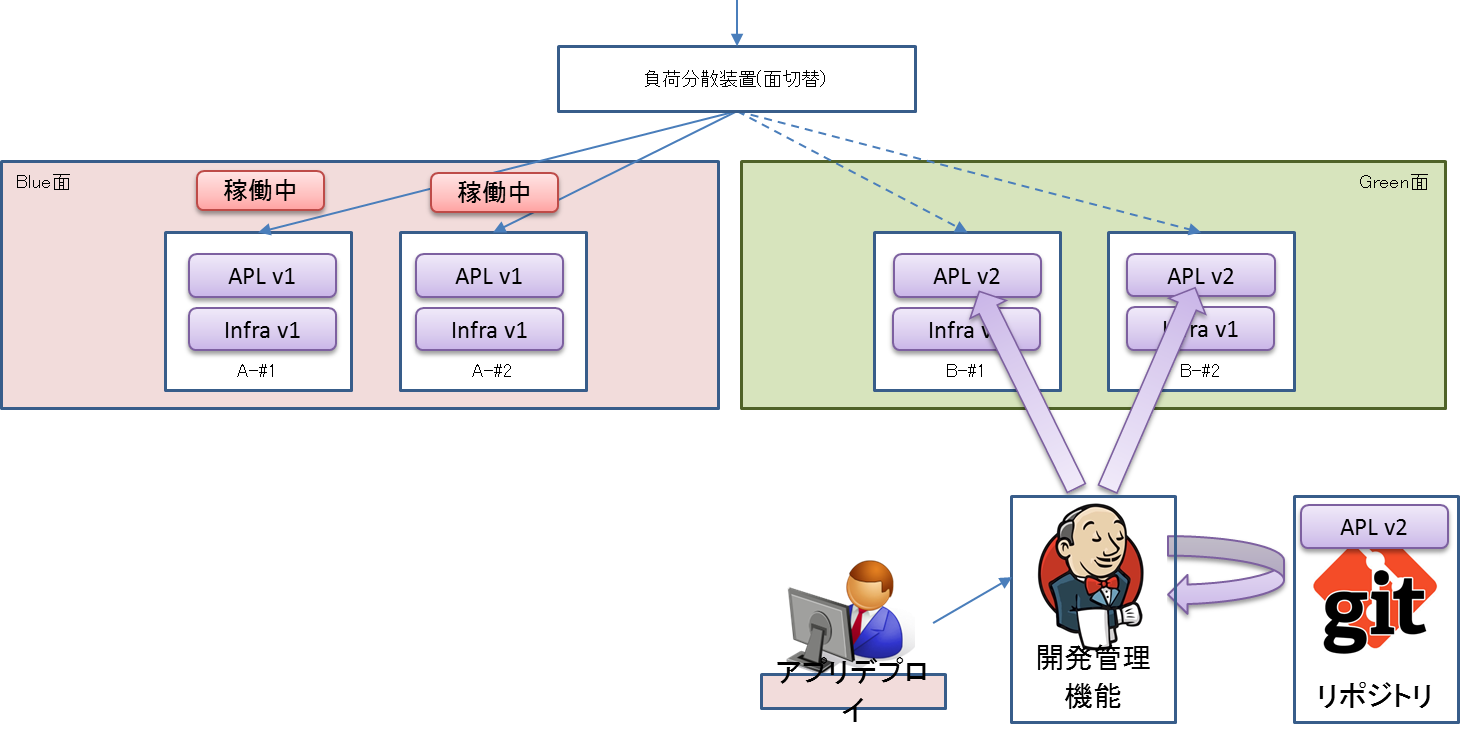 負荷分散装置(面切替)
Blue面
稼働中
稼働中
Green面
APL v1
APL v1
APL v2
APL v2
Infra v1
Infra v1
Infra v
Infra v1
A-#1
A-#2
B-#1
B-#2
APL v2
git
アプリデプロ
イ
開発管理
機能
リポジトリ